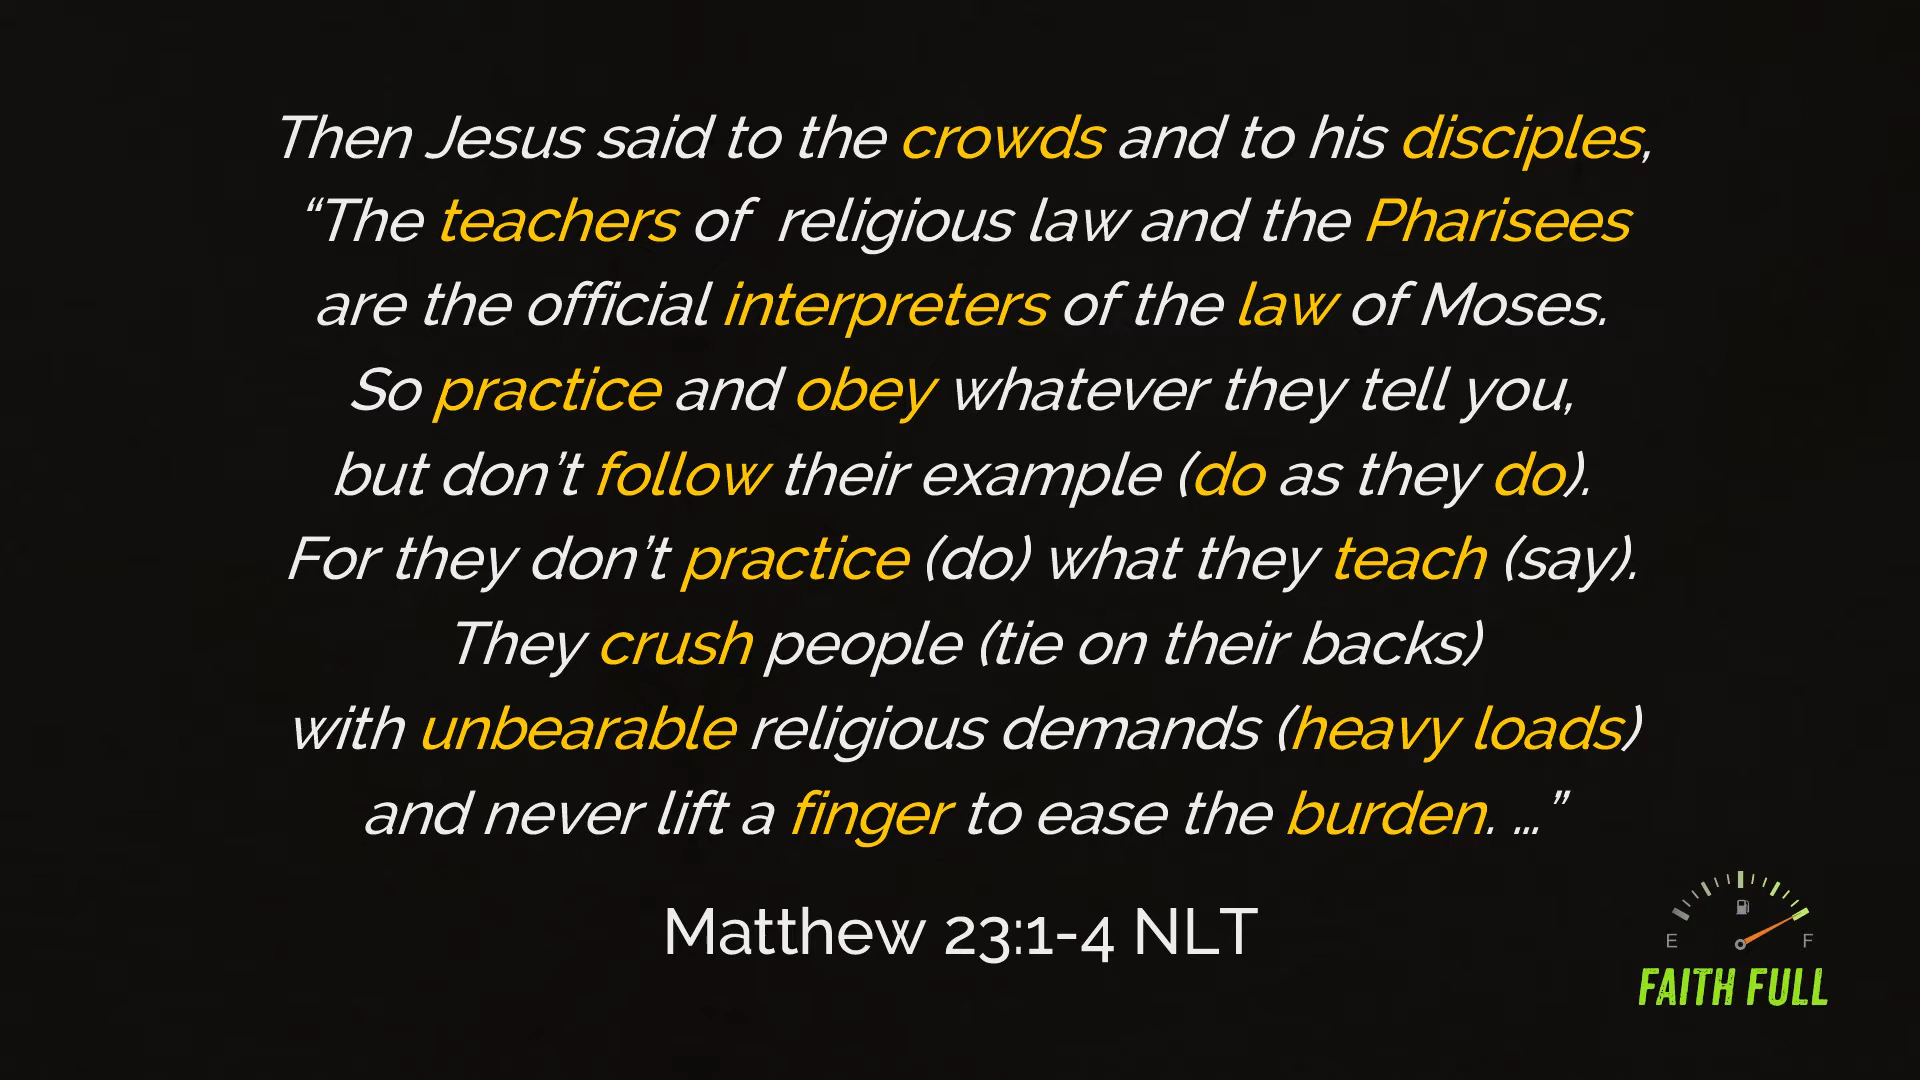 Then Jesus said to the crowds and to his disciples,
“The teachers of  religious law and the Pharisees
are the official interpreters of the law of Moses.
So practice and obey whatever they tell you,
but don’t follow their example (do as they do).
For they don’t practice (do) what they teach (say).
They crush people (tie on their backs)
with unbearable religious demands (heavy loads)
and never lift a finger to ease the burden. …”
Matthew 23:1-4 NLT
E F
FAITH FULL